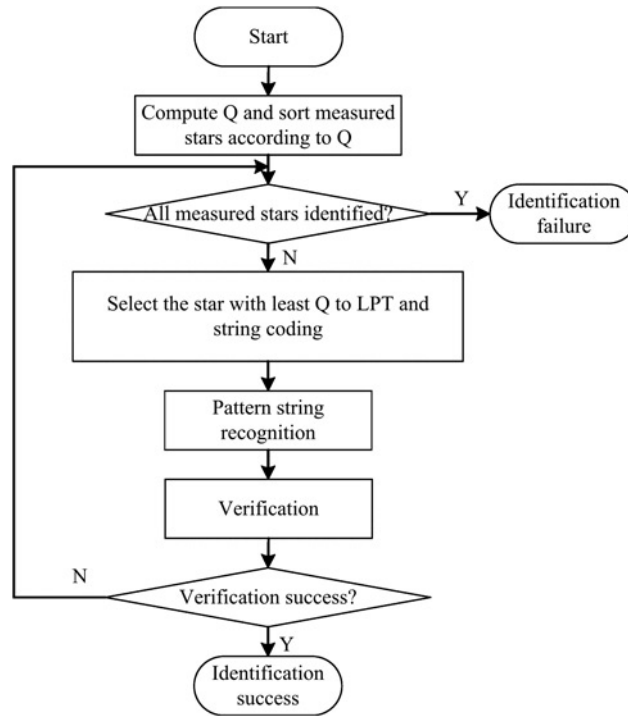 Start
Compute Q and sort measured
stars according to Q
All measured stars identified?
Y
Identification
failure
N
Select the star with least Q to LPT and
string coding
Pattern string
recognition
Verification
N
Verification success?
Y
Identification
success